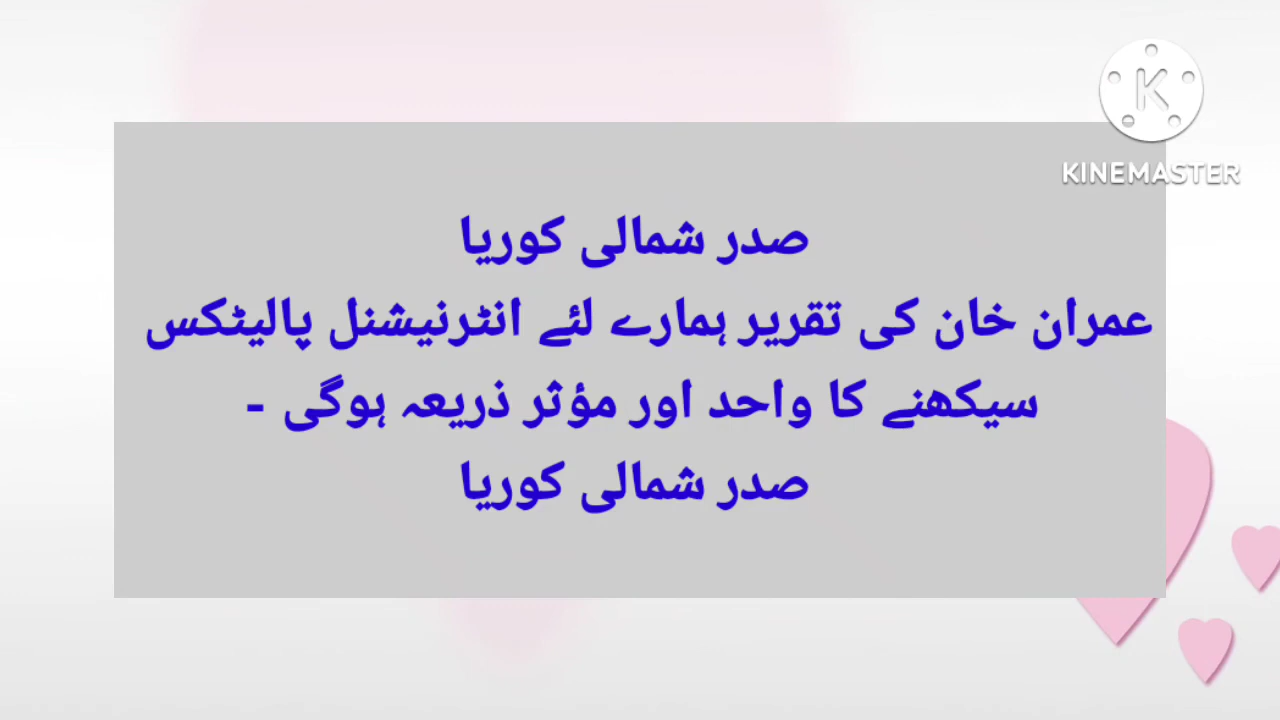 KINEMASTER
صدر شمالی کوریا
عمران خان کی تقریر ہمارے لئے انٹرنیشنل پالیٹکس
سیکھنے کا واحد اور مؤثر ذریعہ ہوگی ۔
صدر شمالی کوریا